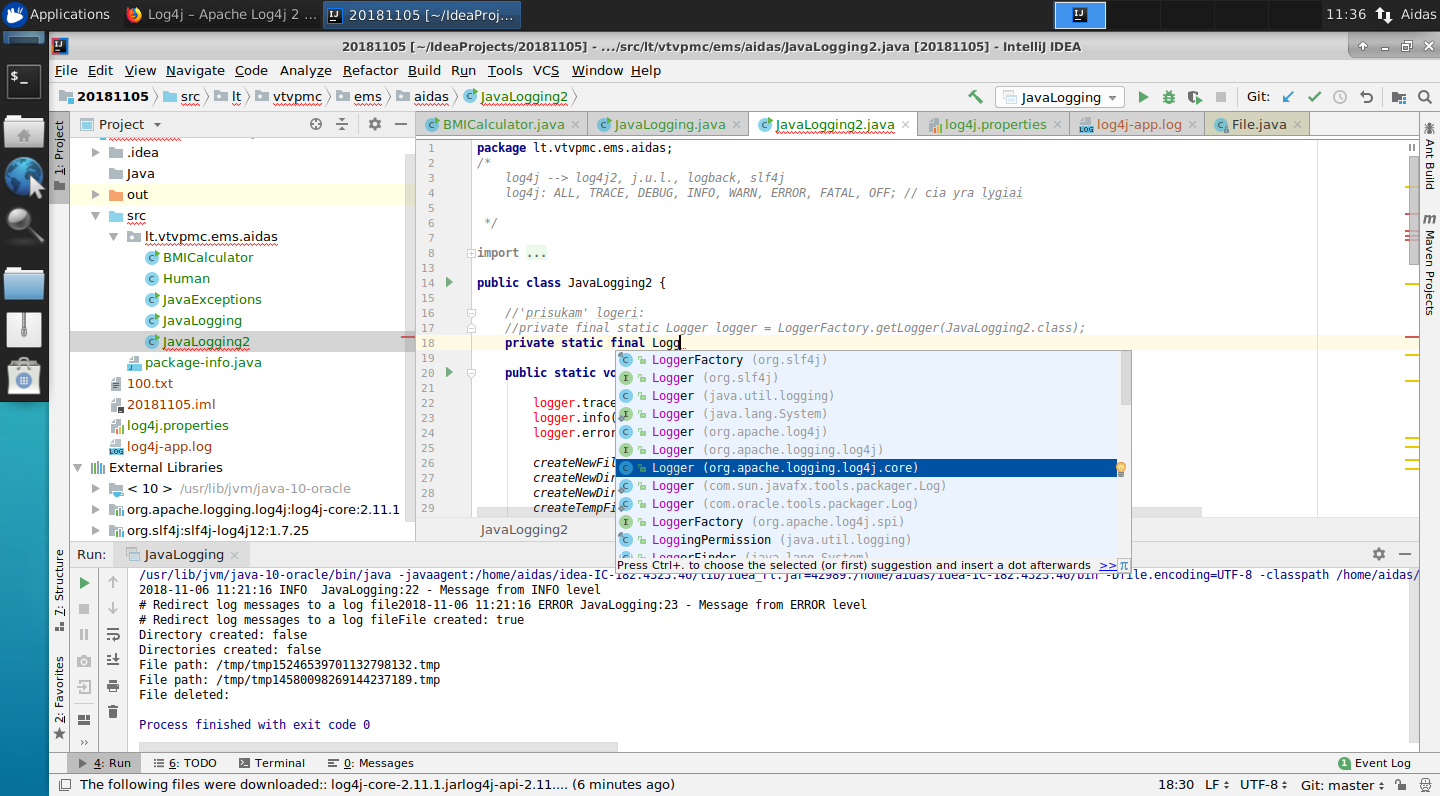 Applications
Log4j – Apache Log4j 2 ...
20181105 [~/IdeaProj...
11:36
Aidas
20181105 [~/IdeaProjects/20181105] - .../src/lt/vtvpmc/ems/aidas/JavaLogging2.java [20181105] - IntelliJ IDEA
File Edit View Navigate Code Analyze Refactor Build Run Tools VCS Window Help
20181105 src lt vtvpmc ems aidas JavaLogging2
JavaLogging
Git:
1: Project
Project
BMICalculator.java
JavaLogging.java
JavaLogging2.java
log4j.properties
log4j-app.log
File.java
.idea
Java
out
src
lt.vtvpmc.ems.aidas
BMICalculator
Human
JavaExceptions
JavaLogging
JavaLogging2
package-info.java
100.txt
20181105.iml
log4j.properties
log4j-app.log
External Libraries
< 10 > /usr/lib/jvm/java-10-oracle
org.apache.logging.log4j:log4j-core:2.11.1
org.slf4j:slf4j-log4j12:1.7.25
1 package lt.vtvpmc.ems.aidas;
2 /*
3 log4j --> log4j2, j.u.l., logback, slf4j
4 log4j: ALL, TRACE, DEBUG, INFO, WARN, ERROR, FATAL, OFF; // cia yra lygiai
5
6 */
7
8 import ...
13
14 public class JavaLogging2 {
15
16 //'prisukam' logeri:
17 //private final static Logger logger = LoggerFactory.getLogger(JavaLogging2.class);
18 private static final Logg
19
20 public static vo
21
22 logger.trace
23 logger.info(
24 logger.error
25
26 createNewFil
27 createNewDir
28 createNewDir
29 createTempFi
LoggerFactory (org.slf4j)
Logger (org.slf4j)
Logger (java.util.logging)
Logger (java.lang.System)
Logger (org.apache.log4j)
Logger (org.apache.logging.log4j)
Logger (org.apache.logging.log4j.core)
Logger (com.sun.javafx.tools.packager.Log)
Logger (com.oracle.tools.packager.Log)
LoggerFactory (org.apache.log4j.spi)
LoggingPermission (java.util.logging)
LoggerFinder (java.lang.System)
Press Ctrl+. to choose the selected (or first) suggestion and insert a dot afterwards >> π
JavaLogging2
Ant Build
m Maven Projects
7: Structure
2: Favorites
Run: JavaLogging
/usr/lib/jvm/java-10-oracle/bin/java -javaagent:/home/aidas/idea-IC-182.4323.46/lib/idea_rt.jar=42989:/home/aidas/idea-IC-182.4323.46/bin -Dfile.encoding=UTF-8 -classpath /home/aidas/
2018-11-06 11:21:16 INFO  JavaLogging:22 - Message from INFO level
# Redirect log messages to a log file2018-11-06 11:21:16 ERROR JavaLogging:23 - Message from ERROR level
# Redirect log messages to a log fileFile created: true
Directory created: false
Directories created: false
File path: /tmp/tmp15246539701132798132.tmp
File path: /tmp/tmp14580098269144237189.tmp
File deleted:
Process finished with exit code 0
4: Run
6: TODO
Terminal
0: Messages
1 Event Log
The following files were downloaded:: log4j-core-2.11.1.jarlog4j-api-2.11.... (6 minutes ago)
18:30 LF UTF-8 Git: master